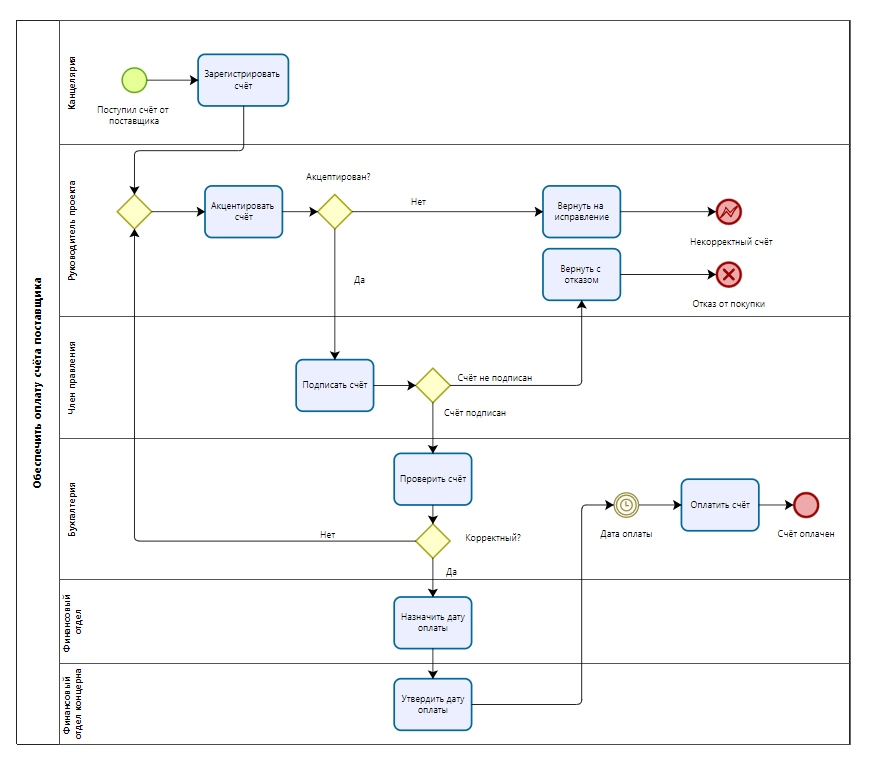 Обеспечить оплату счёта поставщика
Канцелярия
Поступил счёт от
поставщика
Зарегистрировать
счёт
Руководитель проекта
Акцентировать
счёт
Акцептирован?
Нет
Да
Вернуть на
исправление
Некорректный счёт
Вернуть с
отказом
Отказ от покупки
Член правления
Подписать счёт
Счёт не подписан
Счёт подписан
Бухгалтерия
Проверить счёт
Корректный?
Нет
Да
Дата оплаты
Оплатить счёт
Счёт оплачен
Финансовый
отдел
Назначить дату
оплаты
Финансовый
отдел концерна
Утвердить дату
оплаты